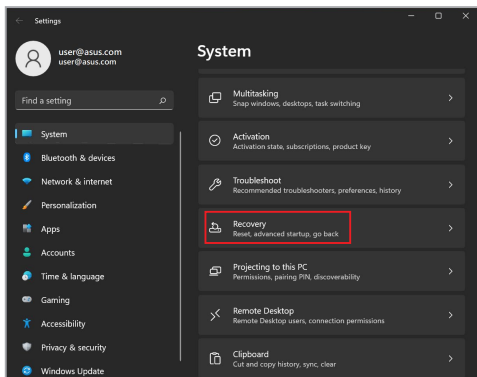 Settings
user@asus.com
user@asus.com
Find a setting
System
Bluetooth & devices
Network & internet
Personalization
Apps
Accounts
Time & language
Gaming
Accessibility
Privacy & security
Windows Update
System
Multitasking
Snap windows, desktops, task switching
Activation
Activation state, subscriptions, product key
Troubleshoot
Recommended troubleshooters, preferences, history
Recovery
Reset, advanced startup, go back
Projecting to this PC
Permissions, pairing PIN, discoverability
Remote Desktop
Remote Desktop users, connection permissions
Clipboard
Cut and copy history, sync, clear